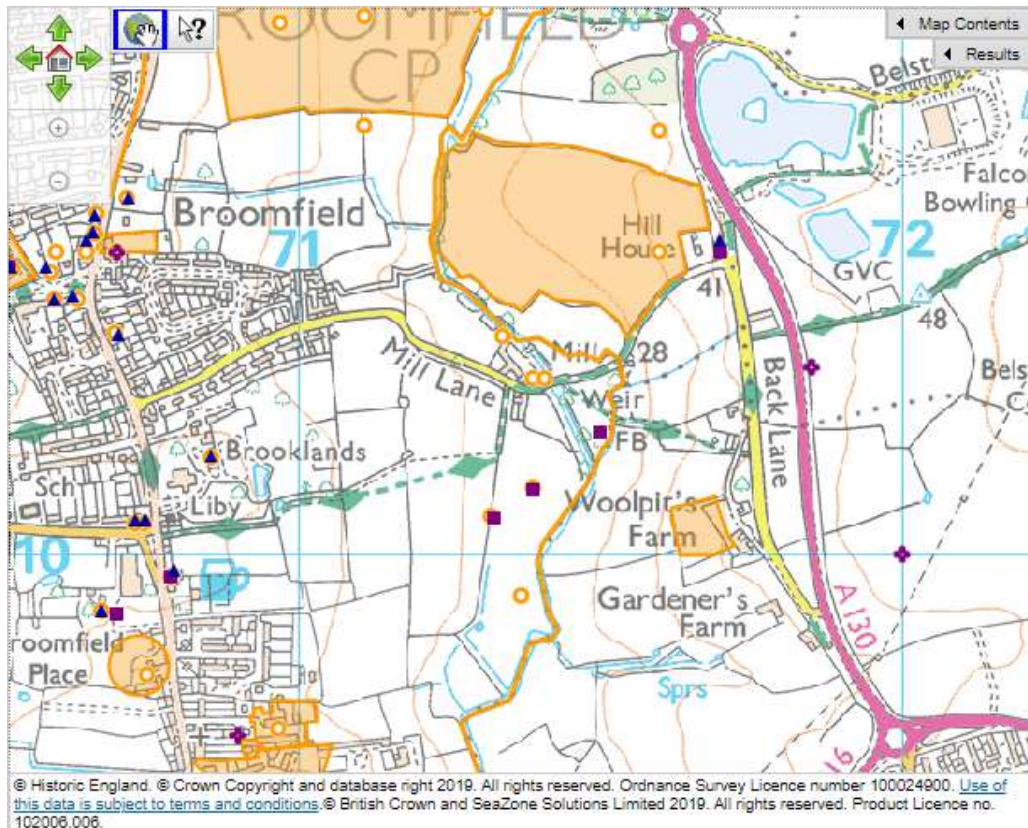 Map Contents
Results
CP
Belst
Falco
Bowling
Broomfield
71
Hill
House
72
GVC
41
48
Mill
28
Mill Lane
Weir
Back Lane
Bels
FB
Brooklands
Sch
Liby
Woolpit's
Farm
10
Gardener's
Farm
A130
roomfield
Place
Sprs
© Historic England. © Crown Copyright and database right 2019. All rights reserved. Ordnance Survey Licence number 100024900. Use of
this data is subject to terms and conditions.© British Crown and SeaZone Solutions Limited 2019. All rights reserved. Product Licence no.
102006.006.